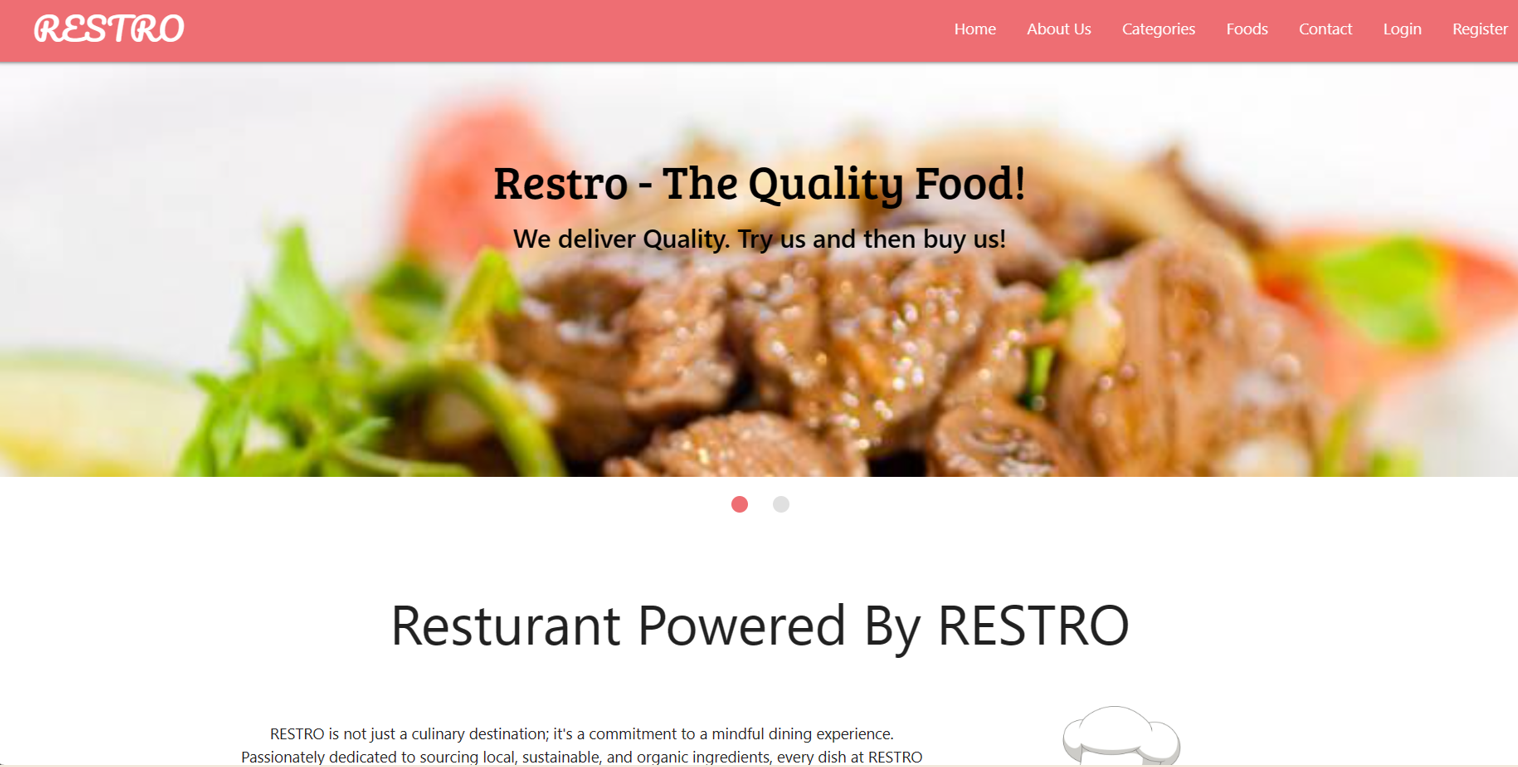 RESTRO
Home About Us Categories Foods Contact Login Register
Restro - The Quality Food!
We deliver Quality. Try us and then buy us!
Resturant Powered By RESTRO
RESTRO is not just a culinary destination; it's a commitment to a mindful dining experience.
Passionately dedicated to sourcing local, sustainable, and organic ingredients, every dish at RESTRO